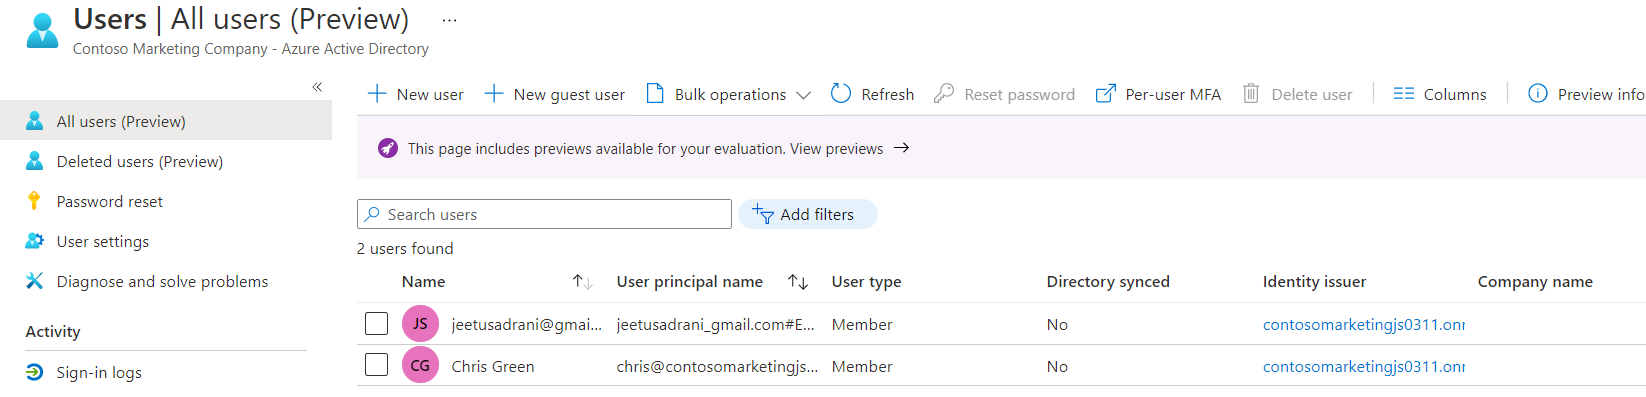 Users | All users (Preview) ...
Contoso Marketing Company - Azure Active Directory
«
New user New guest user Bulk operations Refresh Reset password Per-user MFA Delete user Columns Preview info
All users (Preview)
Deleted users (Preview)
Password reset
User settings
Diagnose and solve problems
Activity
Sign-in logs
This page includes previews available for your evaluation. View previews →
Search users Add filters
2 users found
Name ↑↓ User principal name ↑↓ User type Directory synced Identity issuer Company name
JS jeetusadrani@gmai... jeetusadrani_gmail.com#E... Member No contosomarketingjs0311.onr
CG Chris Green chris@contosomarketingjs... Member No contosomarketingjs0311.onr